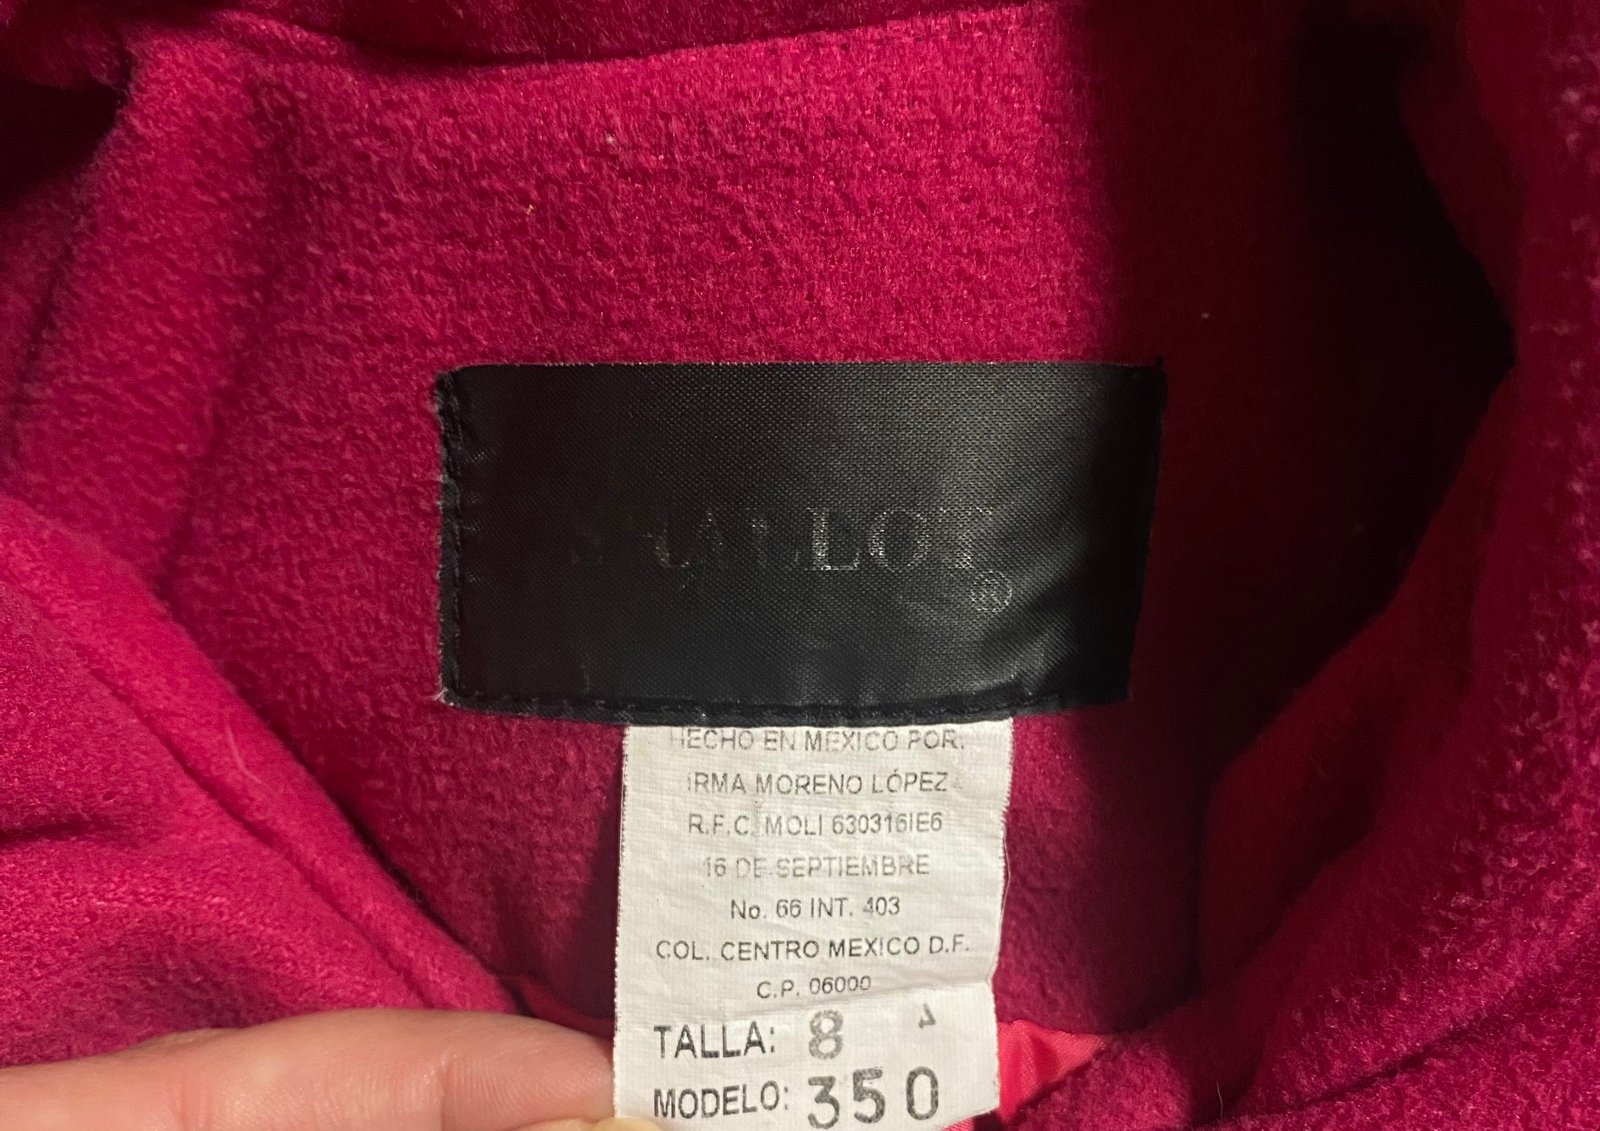 ®
HECHO EN MEXICO POR:
IRMA MORENO LÓPEZ
R.F.C. MOLI 630316IE6
16 DE SEPTIEMBRE
No. 66 INT. 403
COL. CENTRO MEXICO D.F.
C.P. 06000
TALLA: 8
MODELO: 350